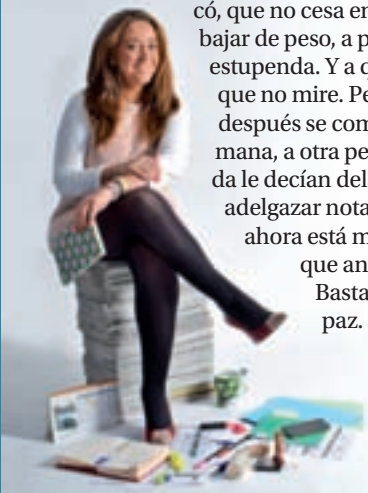 có, que no cesa en
bajar de peso, a p
estupenda. Y a q
que no mire. Pe
después se com
mana, a otra pe
da le decían del
adelgazar nota
ahora está m
que an
Basta
paz.